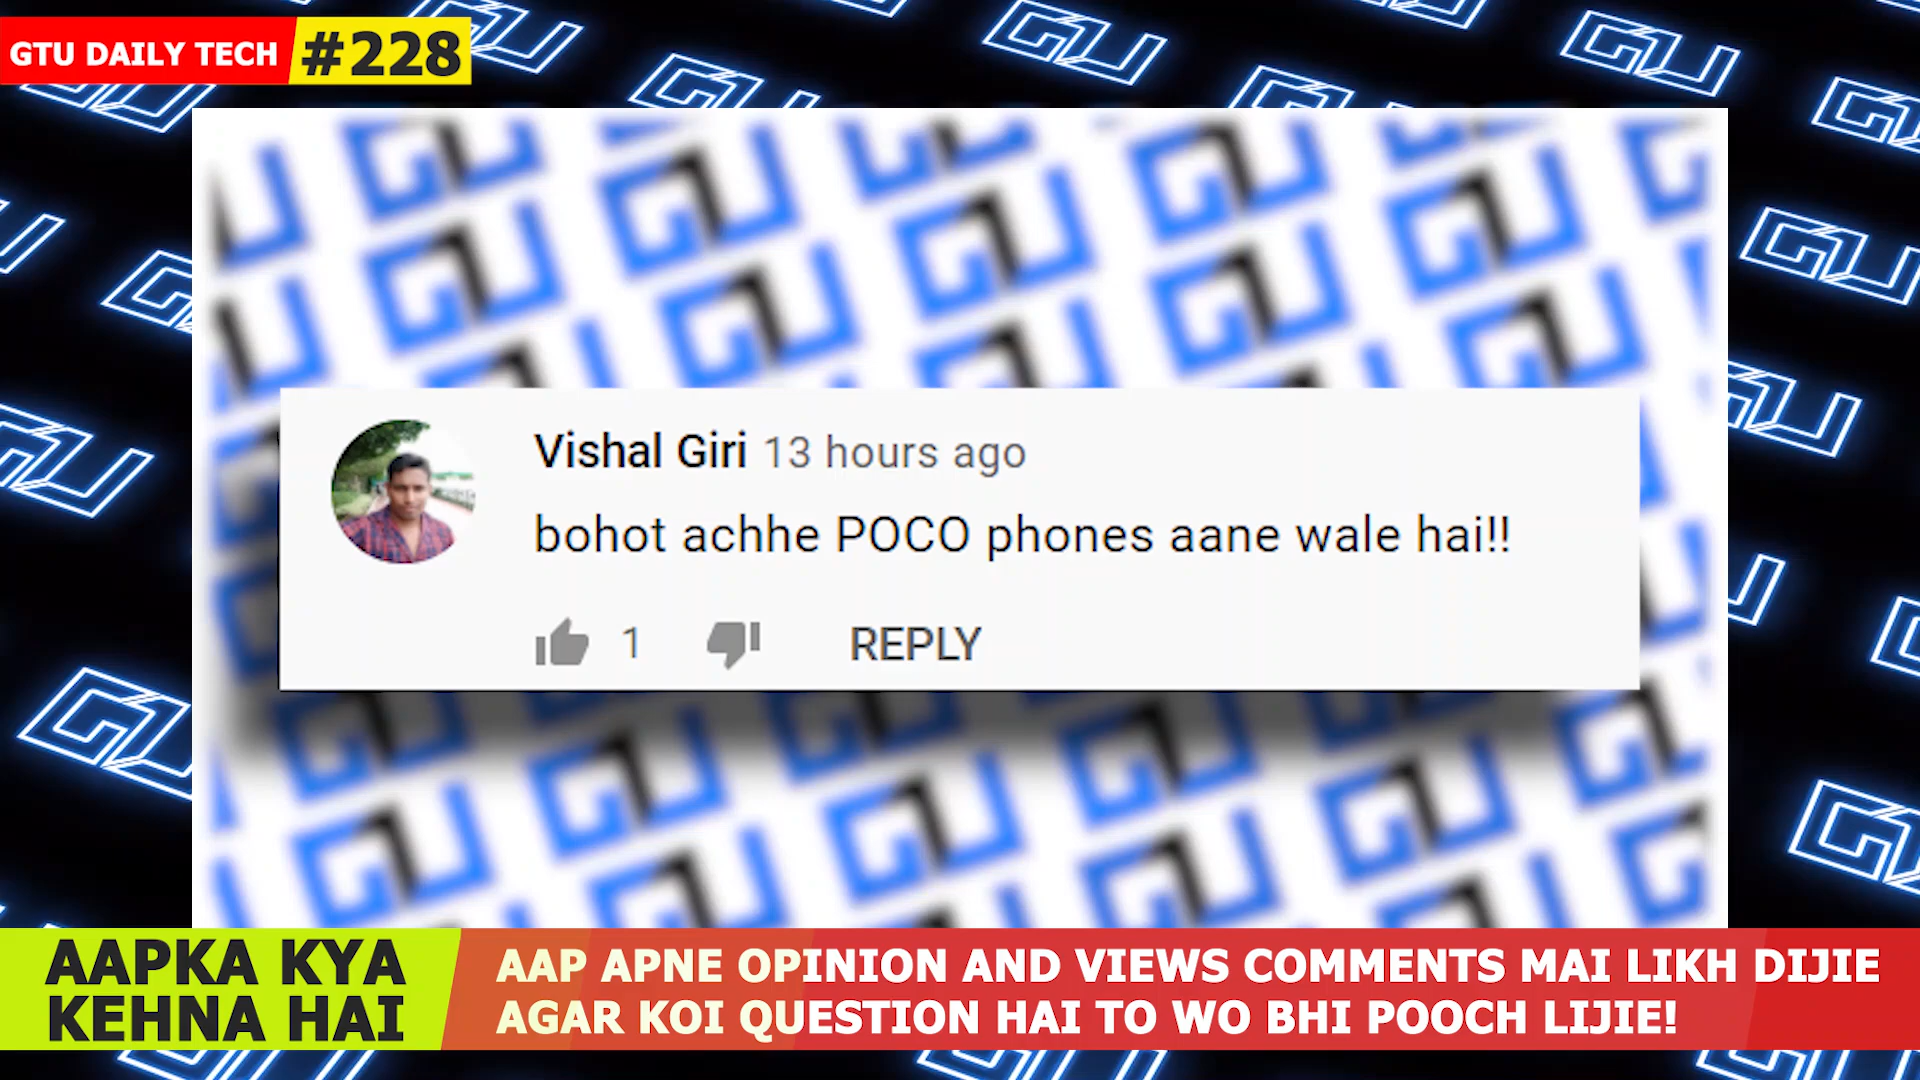 GTU DAILY TECH #228
Vishal Giri 13 hours ago
bohot achhe POCO phones aane wale hai!!
1 REPLY
AAPKA KYA
KEHNA HAI
AAP APNE OPINION AND VIEWS COMMENTS MAI LIKH DIJIE
AGAR KOI QUESTION HAI TO WO BHI POOCH LIJIE!